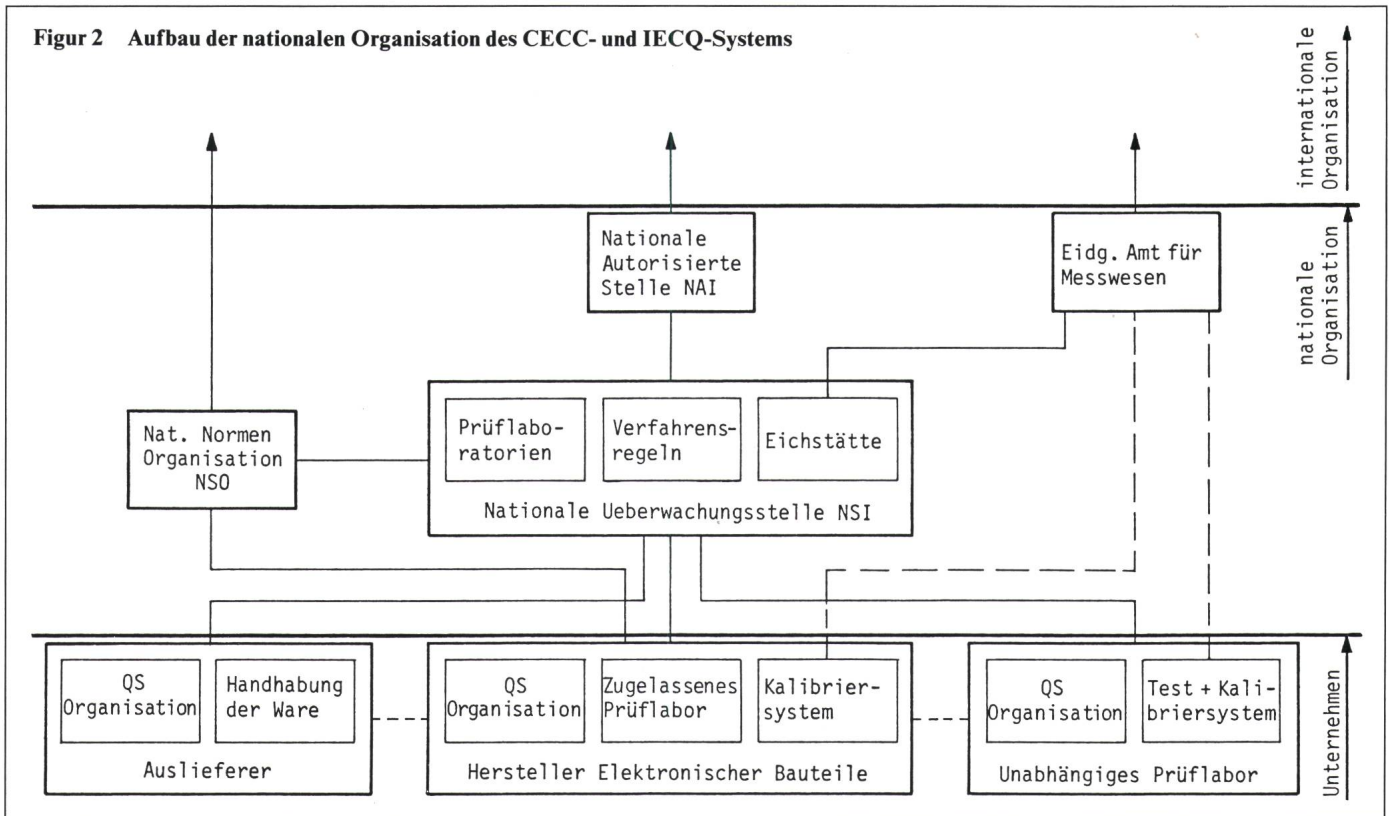 Figur 2 Aufbau der nationalen Organisation des CECC- und IECQ-Systems
internationale
Organisation
nationale
Organisation
Nationale
Autorisierte
Stelle NAI
Eidg. Amt für
Messwesen
Nat. Normen
Organisation
NSO
Prüflabo-
ratorien
Verfahrens-
regeln
Eichstätte
Nationale Ueberwachungsstelle NSI
QS
Organisation
Handhabung
der Ware
Auslieferer
QS
Organisation
Zugelassenes
Prüflabor
Kalibrier-
system
Hersteller Elektronischer Bauteile
QS
Organisation
Test + Kali-
briersystem
Unabhängiges Prüflabor
Unternehmen